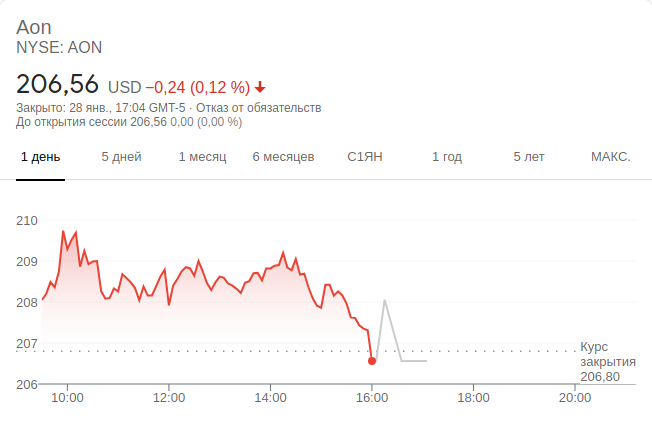 Aon
NYSE: AON
206,56 USD −0,24 (0,12 %)
Закрыто: 28 янв., 17:04 GMT-5 · Отказ от обязательств
До открытия сессии 206,56 0,00 (0,00 %)
1 день 5 дней 1 месяц 6 месяцев С1ЯН 1 год 5 лет МАКС.
210
209
208
207
206
Курс
закрытия
206,80
10:00 12:00 14:00 16:00 18:00 20:00